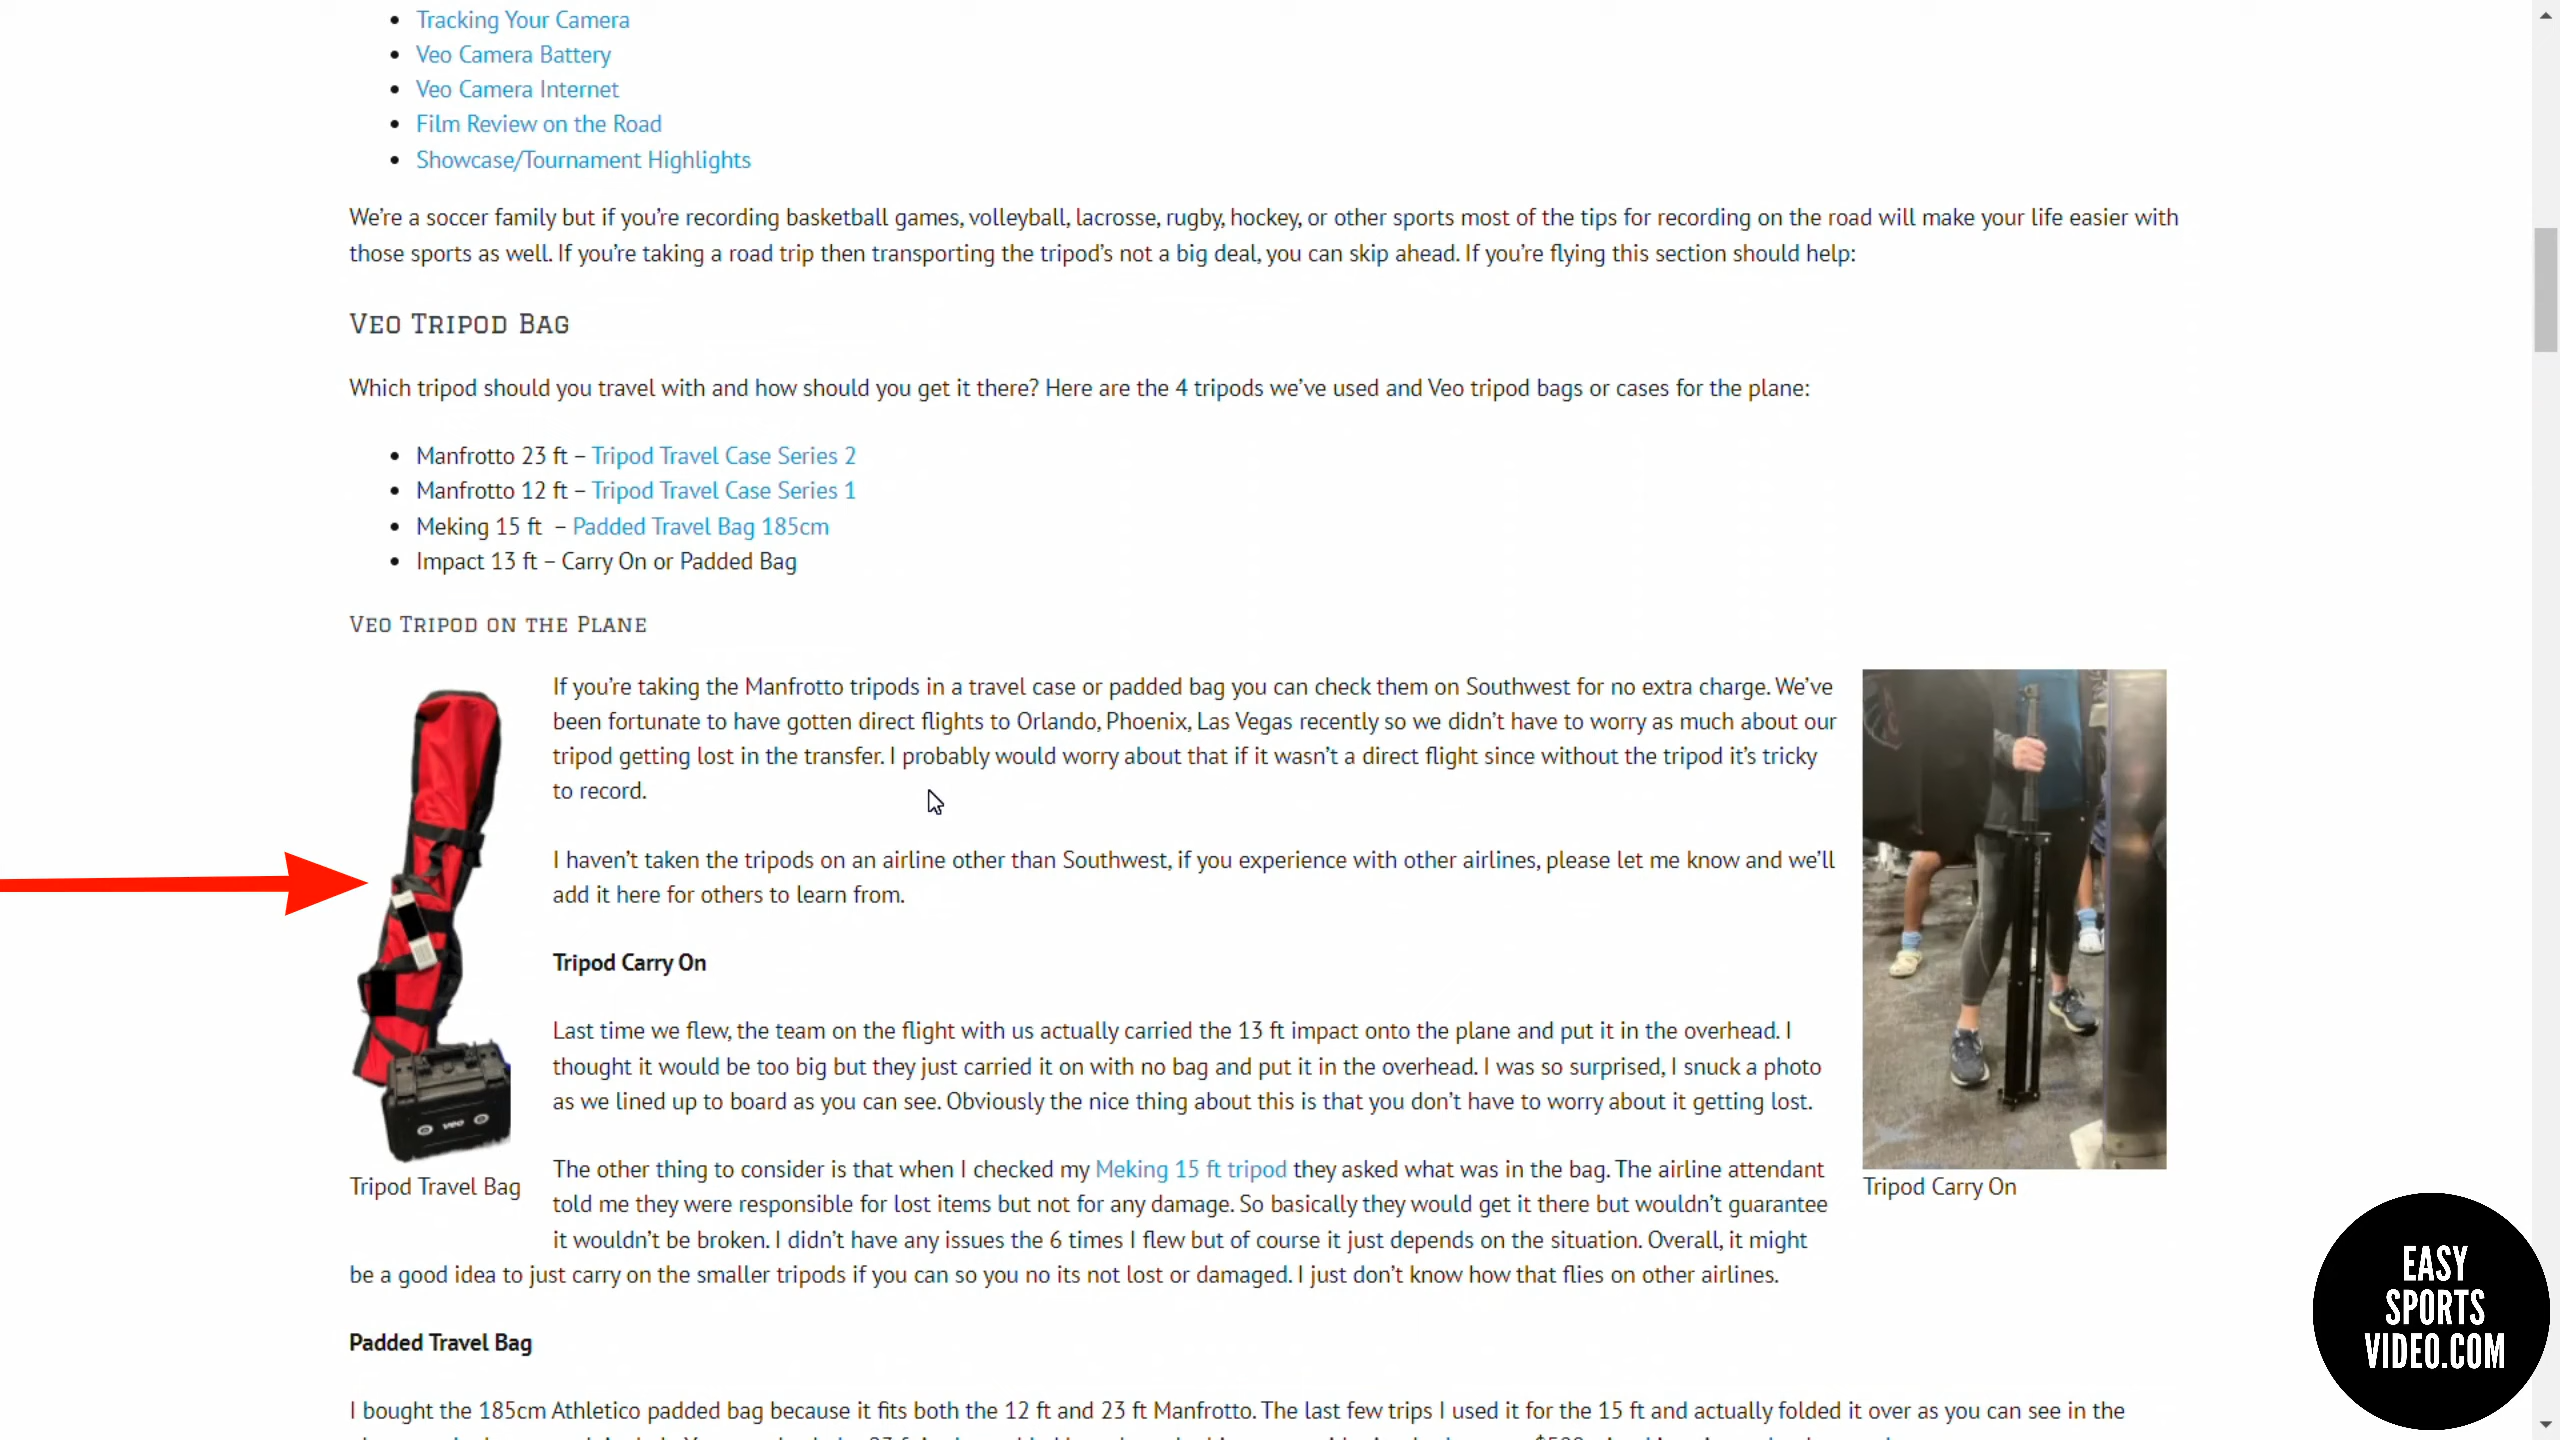 Tracking Your Camera
Veo Camera Battery
Veo Camera Internet
Film Review on the Road
Showcase/Tournament Highlights
We're a soccer family but if you're recording basketball games, volleyball, lacrosse, rugby, hockey, or other sports most of the tips for recording on the road will make your life easier with
those sports as well. If you're taking a road trip then transporting the tripod's not a big deal, you can skip ahead. If you're flying this section should help:
Veo Tripod Bag
Which tripod should you travel with and how should you get it there? Here are the 4 tripods we've used and Veo tripod bags or cases for the plane:
Manfrotto 23 ft – Tripod Travel Case Series 2
Manfrotto 12 ft – Tripod Travel Case Series 1
Meking 15 ft – Padded Travel Bag 185cm
Impact 13 ft – Carry On or Padded Bag
Veo Tripod on the Plane
If you're taking the Manfrotto tripods in a travel case or padded bag you can check them on Southwest for no extra charge. We've
been fortunate to have gotten direct flights to Orlando, Phoenix, Las Vegas recently so we didn't have to worry as much about our
tripod getting lost in the transfer. I probably would worry about that if it wasn't a direct flight since without the tripod it's tricky
to record.
I haven't taken the tripods on an airline other than Southwest, if you experience with other airlines, please let me know and we'll
add it here for others to learn from.
Tripod Carry On
Last time we flew, the team on the flight with us actually carried the 13 ft impact onto the plane and put it in the overhead. I
thought it would be too big but they just carried it on with no bag and put it in the overhead. I was so surprised, I snuck a photo
as we lined up to board as you can see. Obviously the nice thing about this is that you don't have to worry about it getting lost.
veo
Tripod Travel Bag
Tripod Carry On
The other thing to consider is that when I checked my Meking 15 ft tripod they asked what was in the bag. The airline attendant
told me they were responsible for lost items but not for any damage. So basically they would get it there but wouldn't guarantee
it wouldn't be broken. I didn't have any issues the 6 times I flew but of course it just depends on the situation. Overall, it might
be a good idea to just carry on the smaller tripods if you can so you no its not lost or damaged. I just don't know how that flies on other airlines.
Padded Travel Bag
I bought the 185cm Athletico padded bag because it fits both the 12 ft and 23 ft Manfrotto. The last few trips I used it for the 15 ft and actually folded it over as you can see in the
EASY
SPORTS
VIDEO.COM